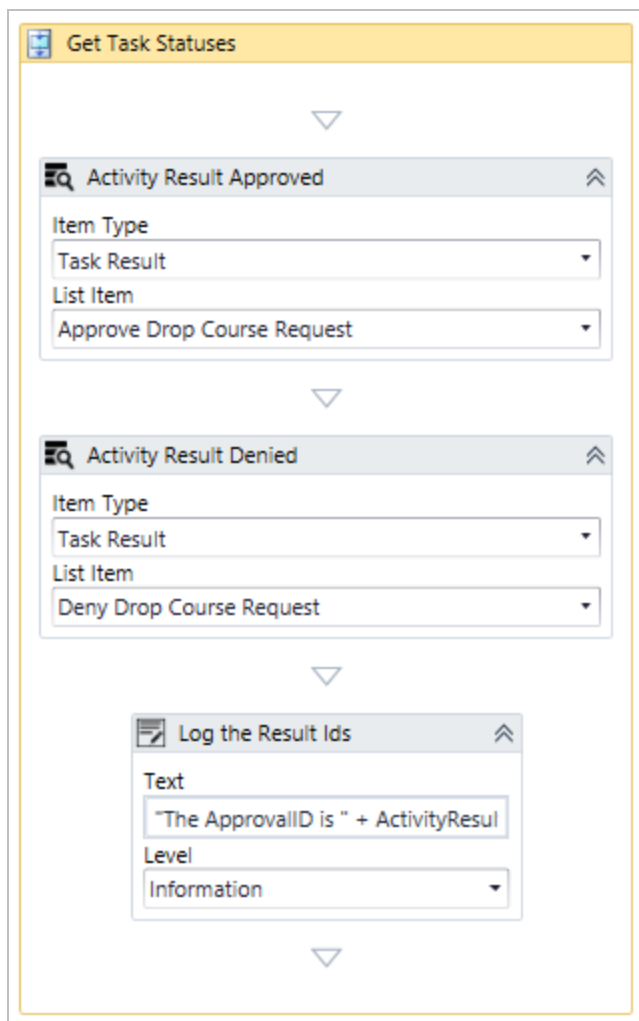 Get Task Statuses
Activity Result Approved
Item Type
Task Result
List Item
Approve Drop Course Request
Activity Result Denied
Item Type
Task Result
List Item
Deny Drop Course Request
Log the Result Ids
Text
"The ApprovalID is " + ActivityResul
Level
Information